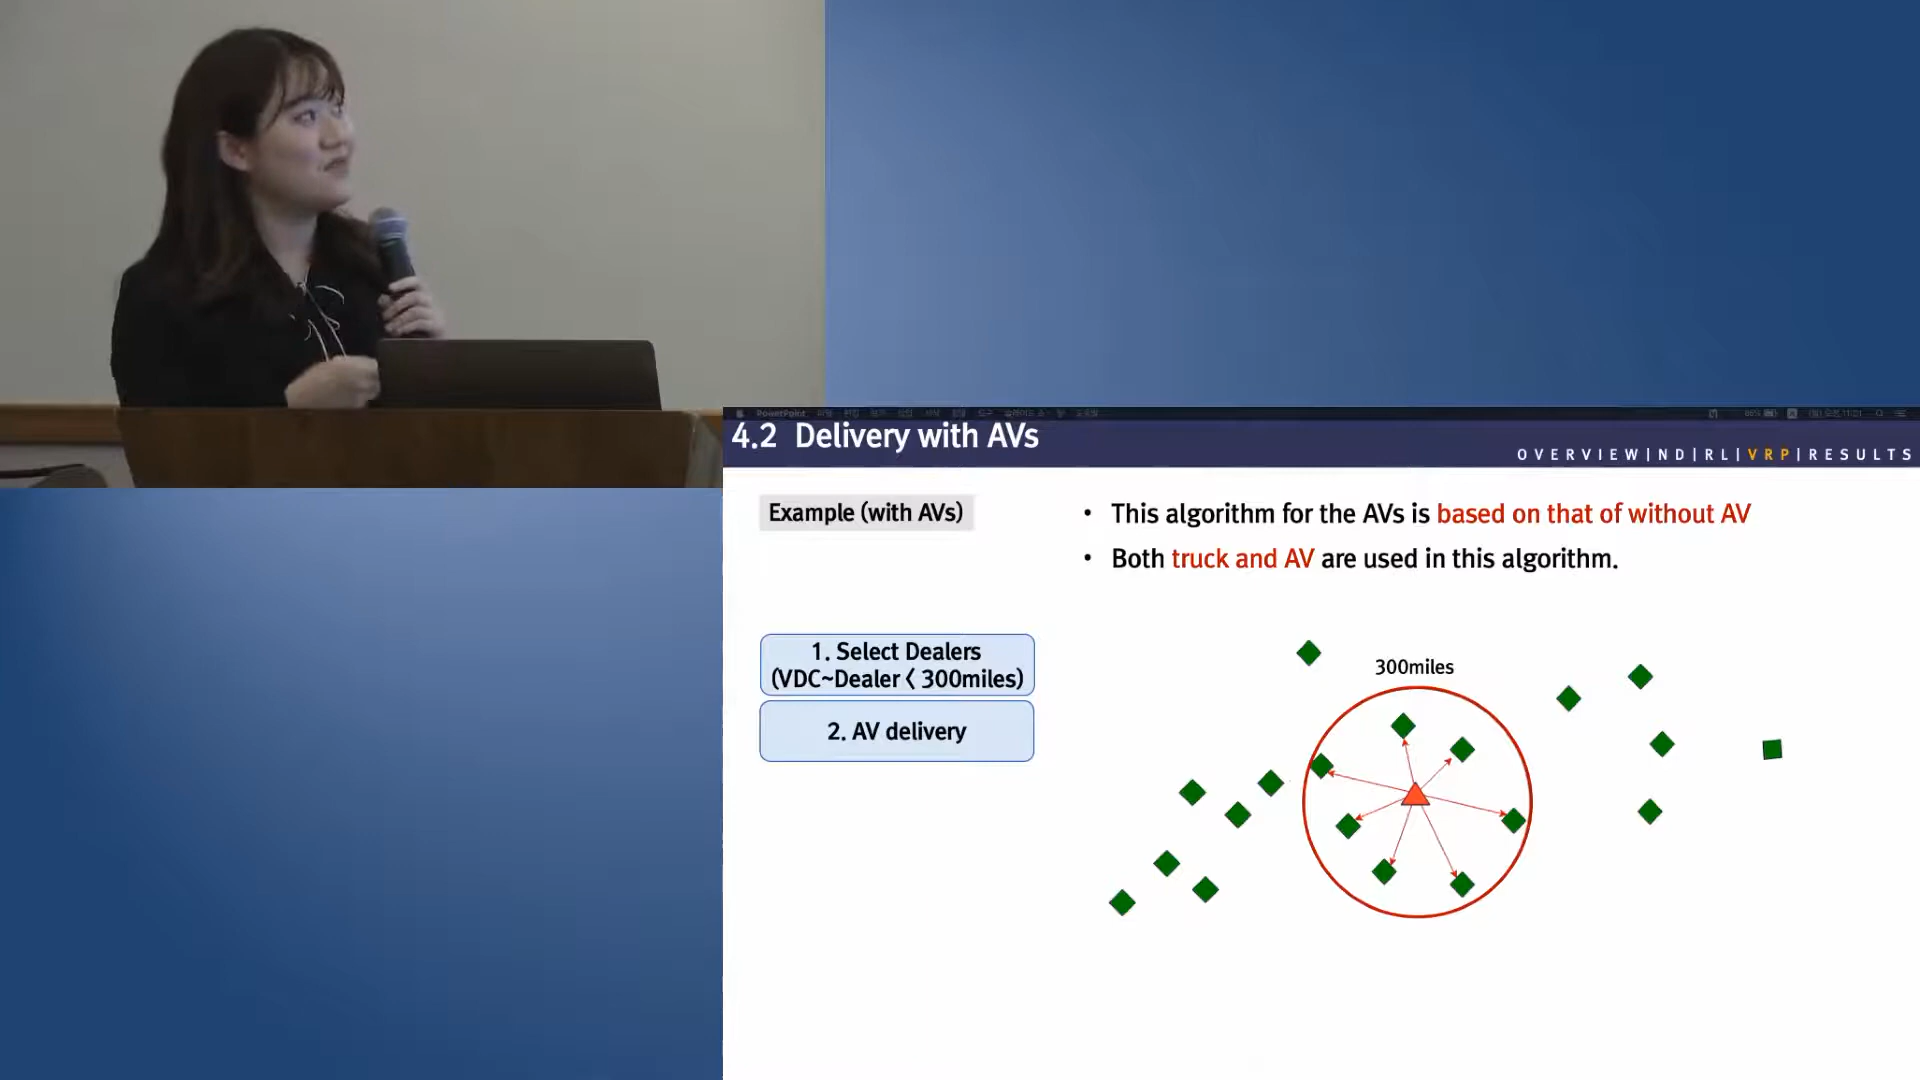 PowerPoint
4.2 Delivery with AVs
OVERVIEW|ND|RL|VRP|RESULTS
Example (with AVs)
• This algorithm for the AVs is based on that of without AV
• Both truck and AV are used in this algorithm.
1. Select Dealers
(VDC~Dealer < 300miles)
2. AV delivery
300miles